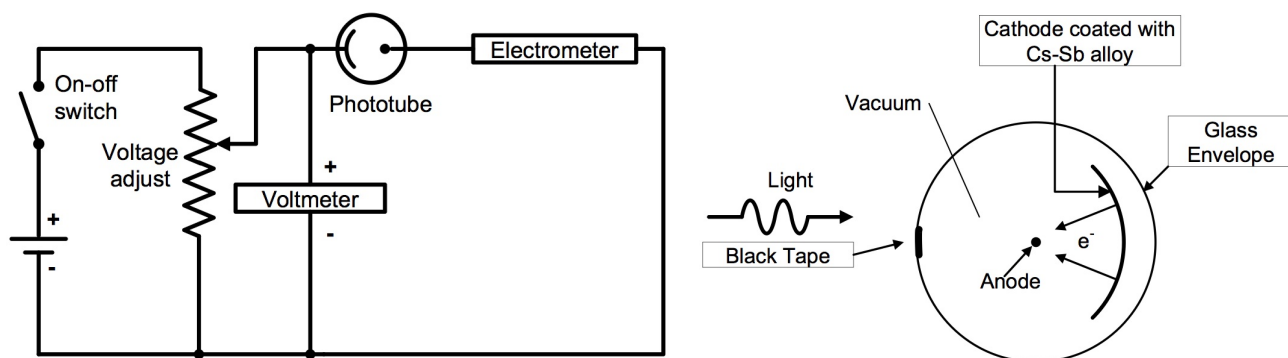 On-off
switch
+
-
Voltage
adjust
+
Voltmeter
-
Phototube
Electrometer
Cathode coated with
Cs-Sb alloy
Vacuum
Glass
Envelope
Light
Black Tape
e-
Anode